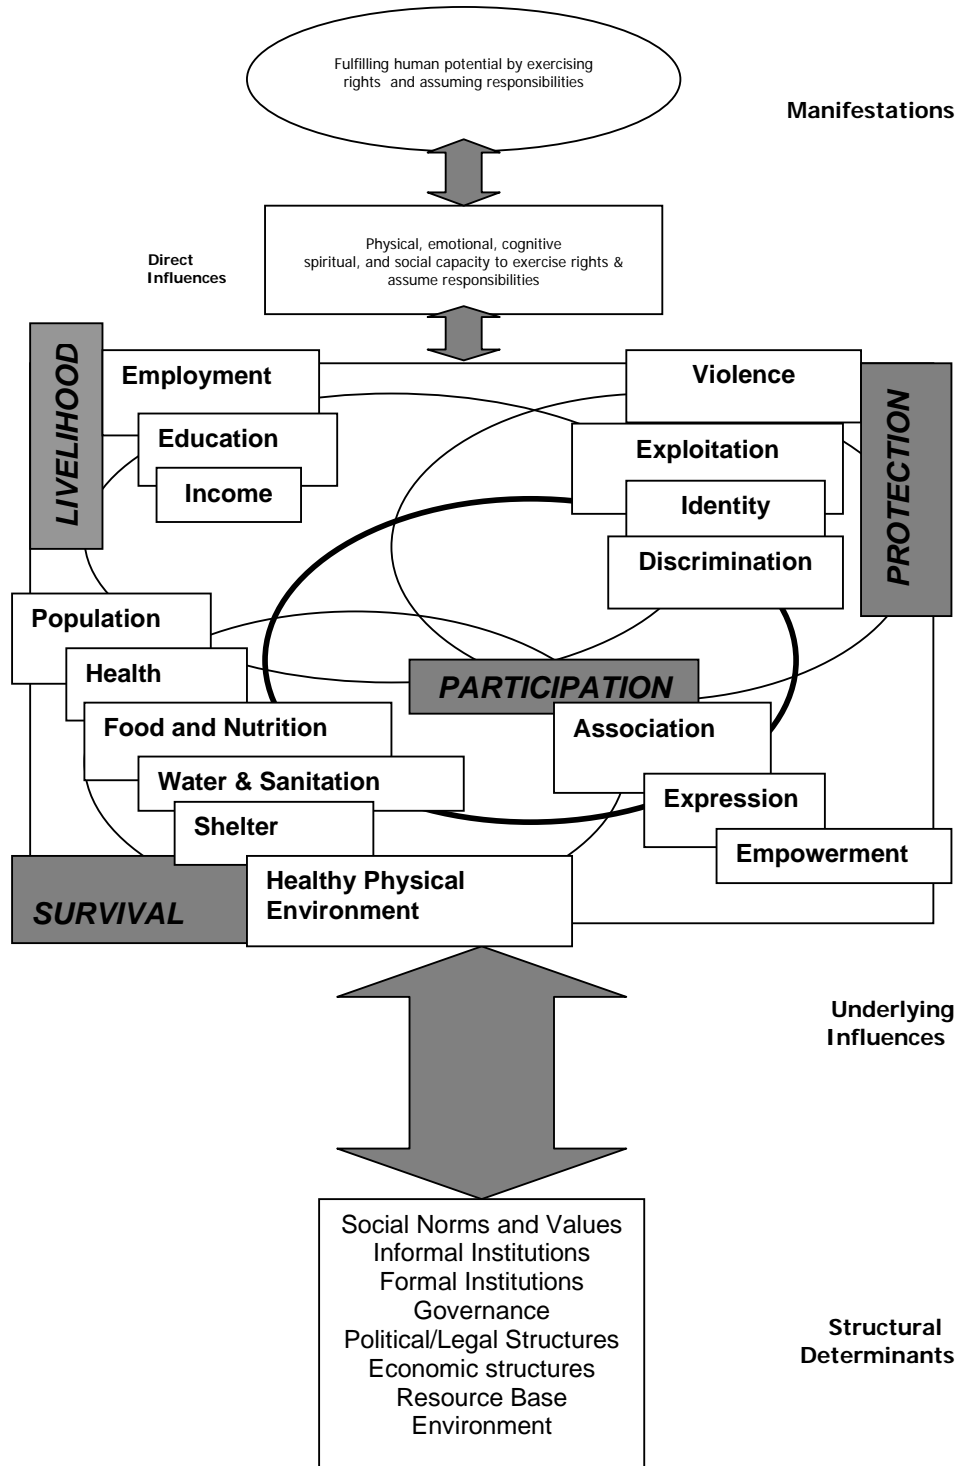 Fulfilling human potential by exercising
rights and assuming responsibilities
Manifestations
Physical, emotional, cognitive
spiritual, and social capacity to exercise rights &
assume responsibilities
Direct
Influences
LIVELIHOOD
Employment
Education
Income
Violence
Exploitation
Identity
Discrimination
PROTECTION
Population
Health
Food and Nutrition
Water & Sanitation
Shelter
Healthy Physical
Environment
SURVIVAL
PARTICIPATION
Association
Expression
Empowerment
Underlying
Influences
Social Norms and Values
Informal Institutions
Formal Institutions
Governance
Political/Legal Structures
Economic structures
Resource Base
Environment
Structural
Determinants